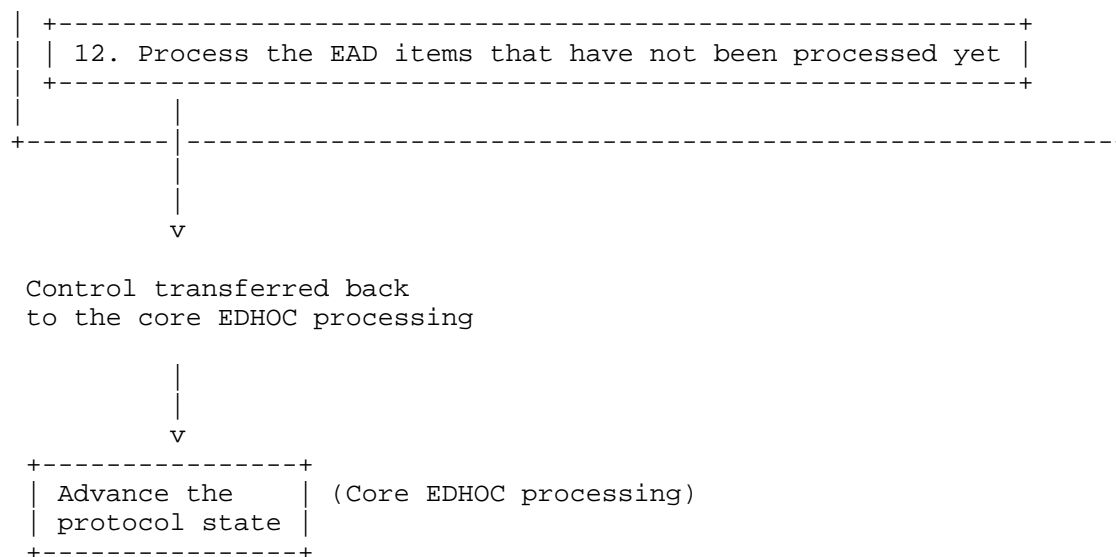 12. Process the EAD items that have not been processed yet
Control transferred back
to the core EDHOC processing
Advance the (Core EDHOC processing)
protocol state